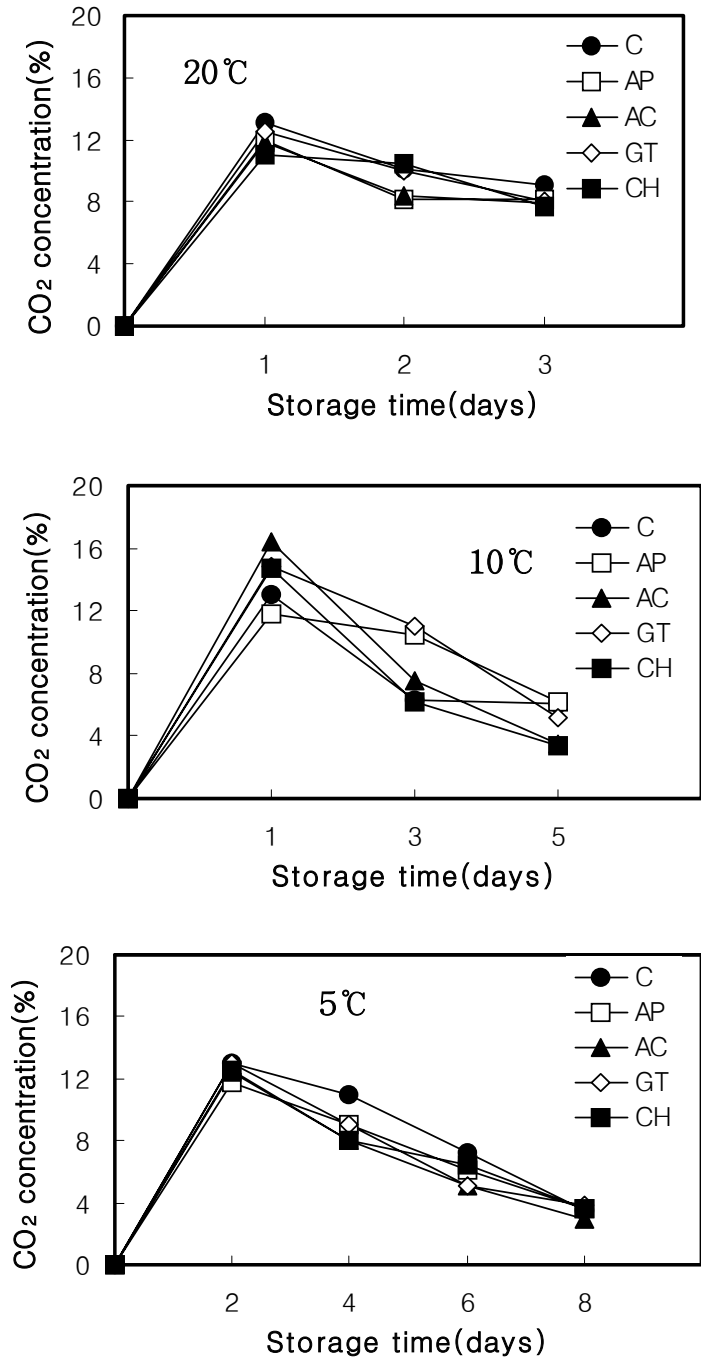 20
16
12
8
4
0
CO₂ concentration(%)
20℃
C
AP
AC
GT
CH
1 2 3
Storage time(days)
20
16
12
8
4
0
CO₂ concentration(%)
10℃
C
AP
AC
GT
CH
1 3 5
Storage time(days)
20
16
12
8
4
0
CO₂ concentration(%)
5℃
C
AP
AC
GT
CH
2 4 6 8
Storage time(days)